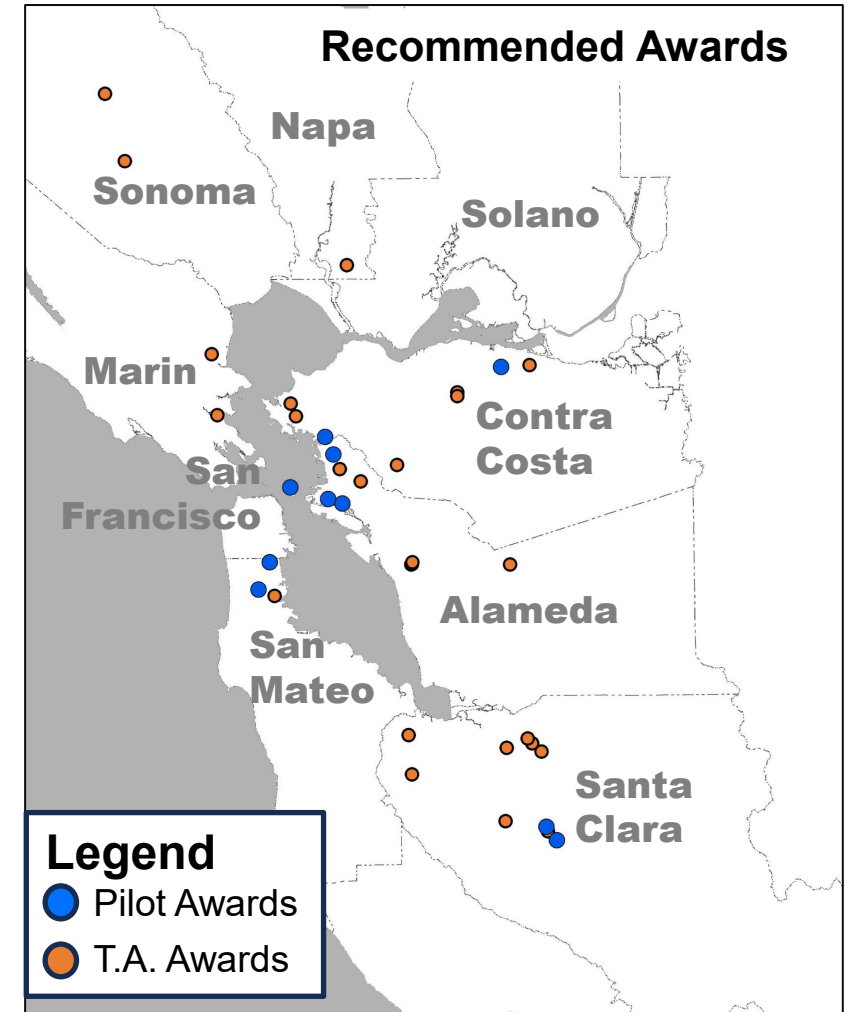 Recommended Awards
Napa
Sonoma
Solano
Marin
Contra
Costa
San
Francisco
Alameda
San
Mateo
Santa
Clara
Legend
Pilot Awards
T.A. Awards